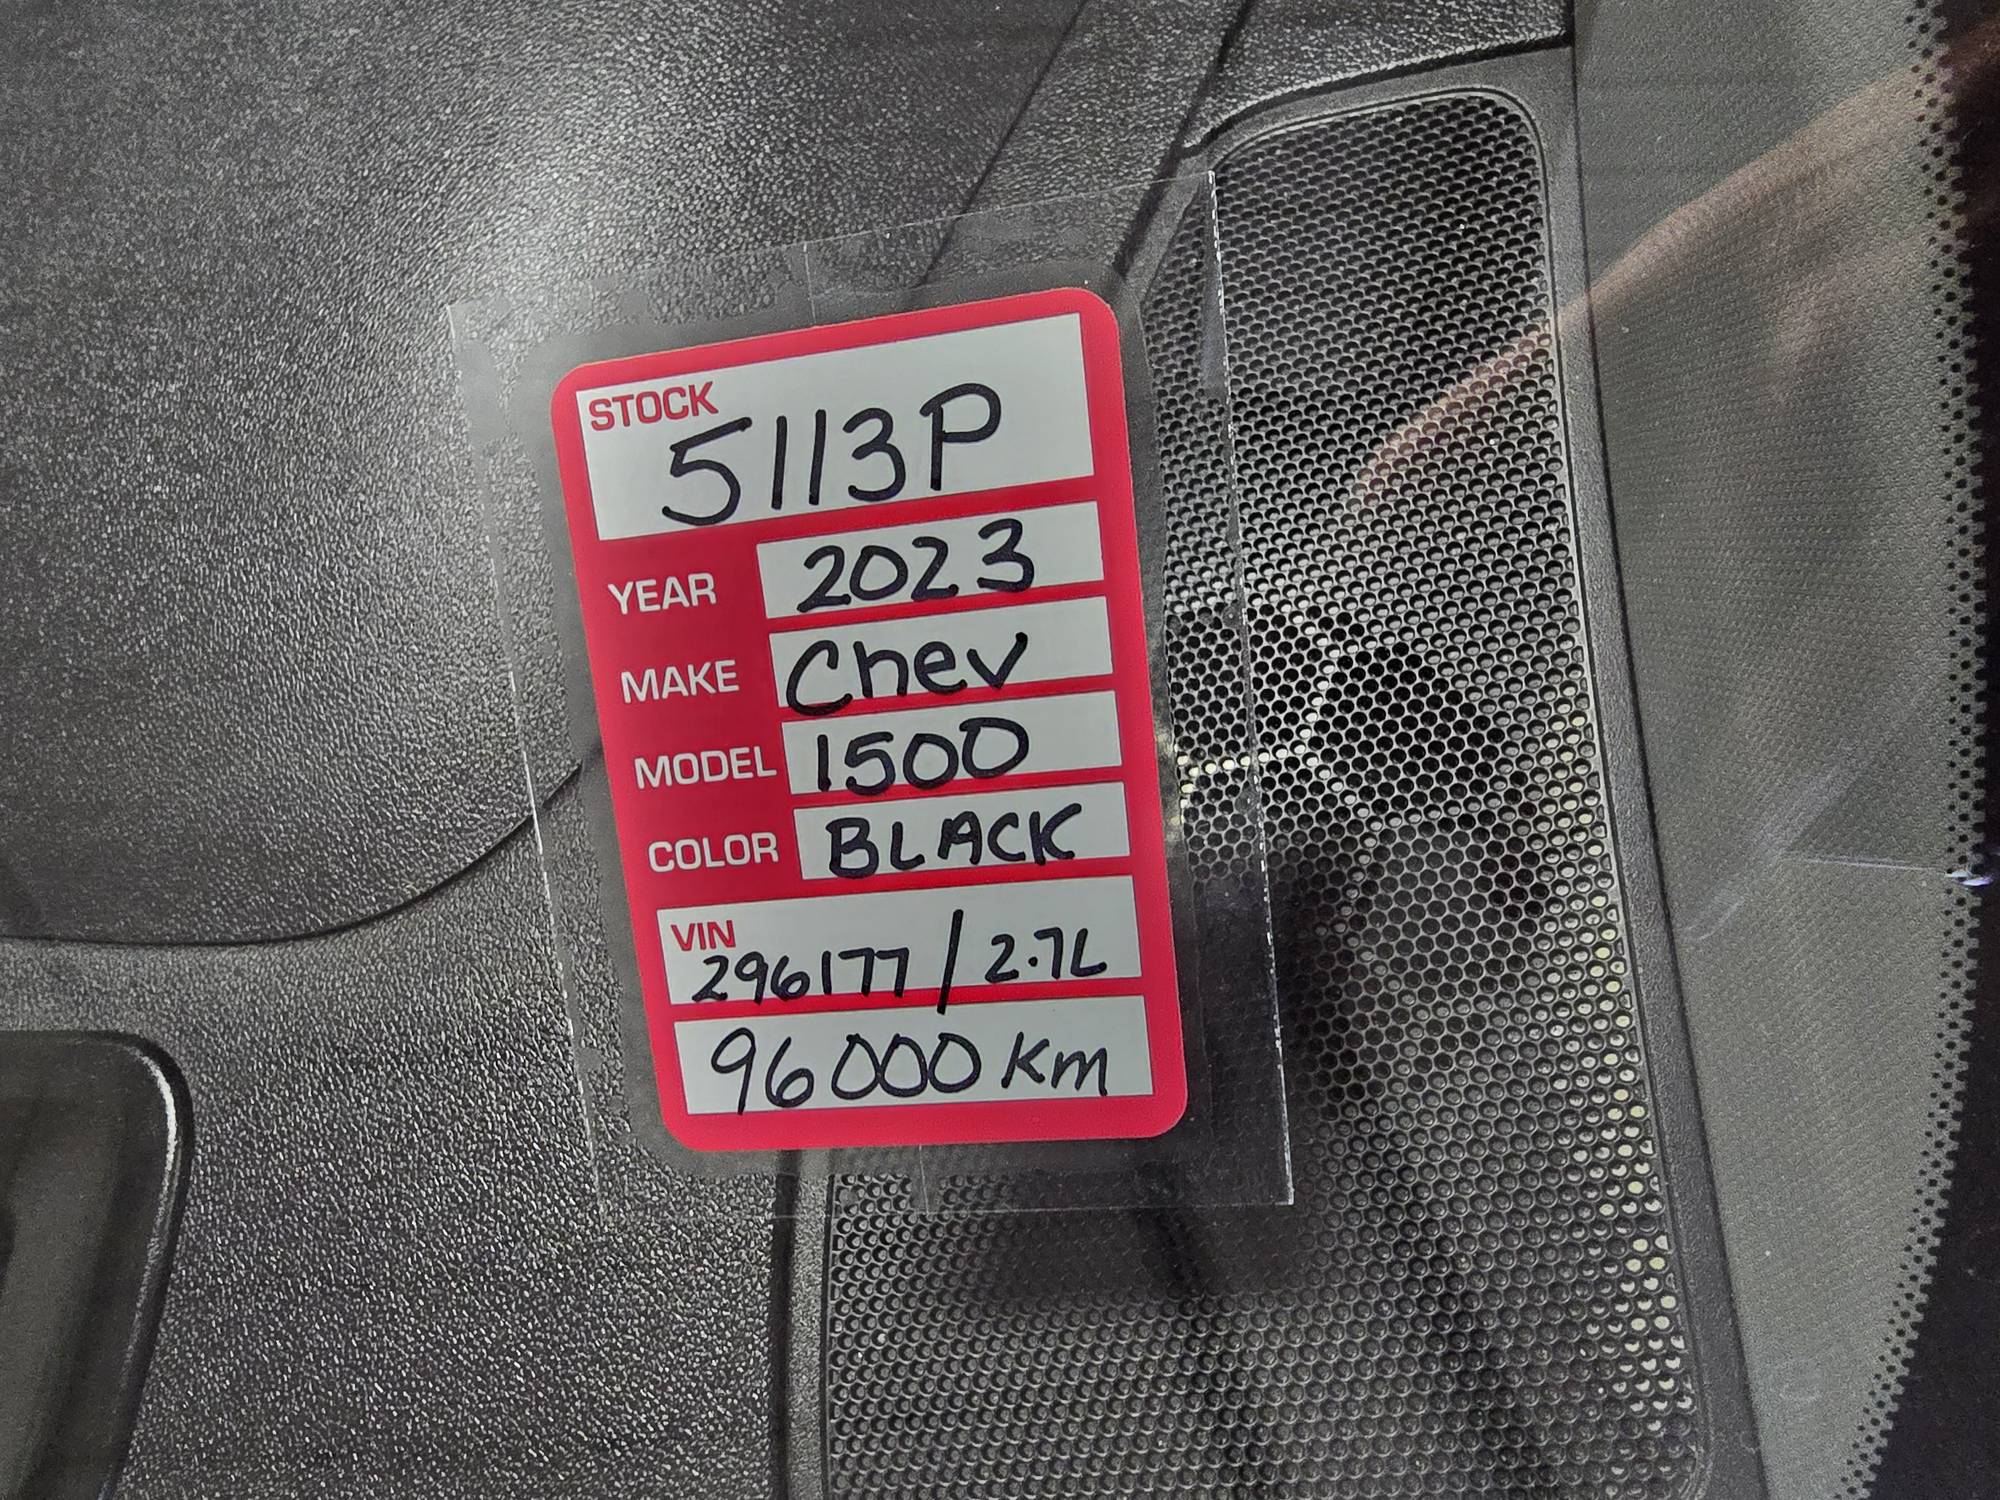 STOCK
5113P
YEAR 2023
MAKE Chev
MODEL 1500
COLOR BLACK
VIN
296177/2.7L
96000 Km